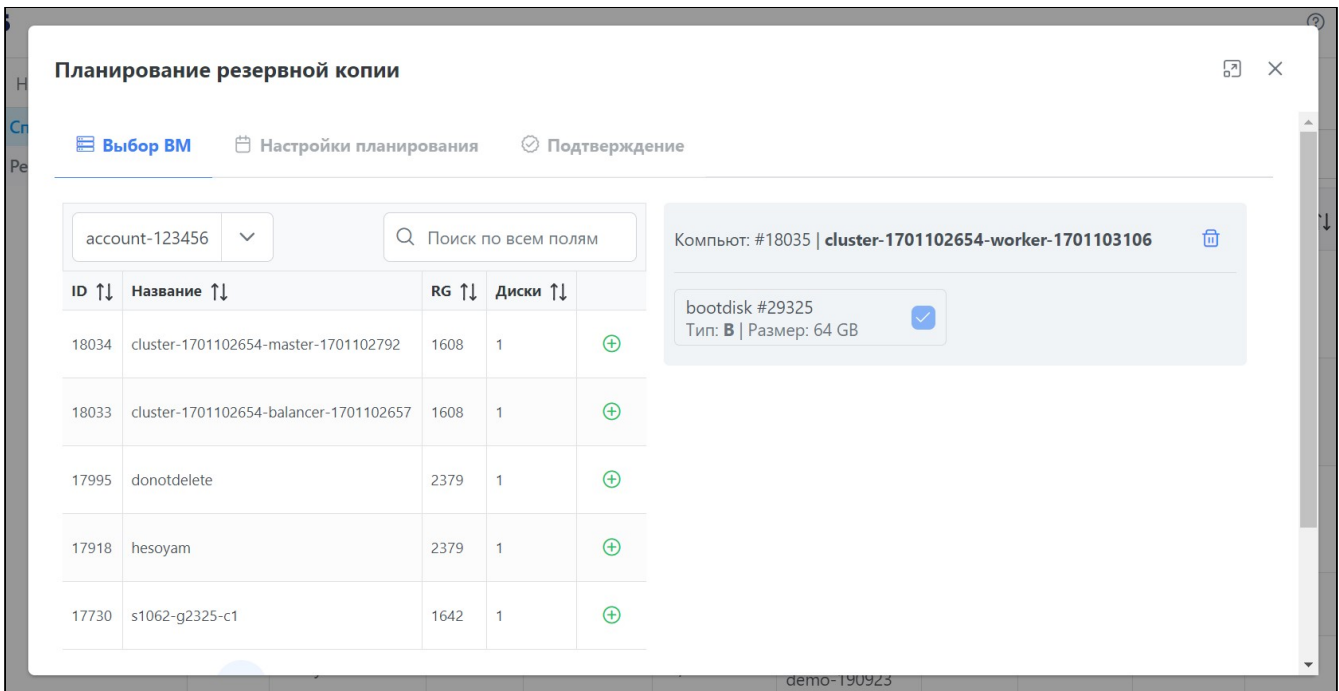 Планирование резервной копии
Н
Сп
Ре
Выбор ВМ Настройки планирования Подтверждение
account-123456 Поиск по всем полям
ID Название RG Диски
18034 cluster-1701102654-master-1701102792 1608 1
18033 cluster-1701102654-balancer-1701102657 1608 1
17995 donotdelete 2379 1
17918 hesoyam 2379 1
17730 s1062-g2325-c1 1642 1
Компьют: #18035 | cluster-1701102654-worker-1701103106
bootdisk #29325
Тип: B | Размер: 64 GB
demo-190923